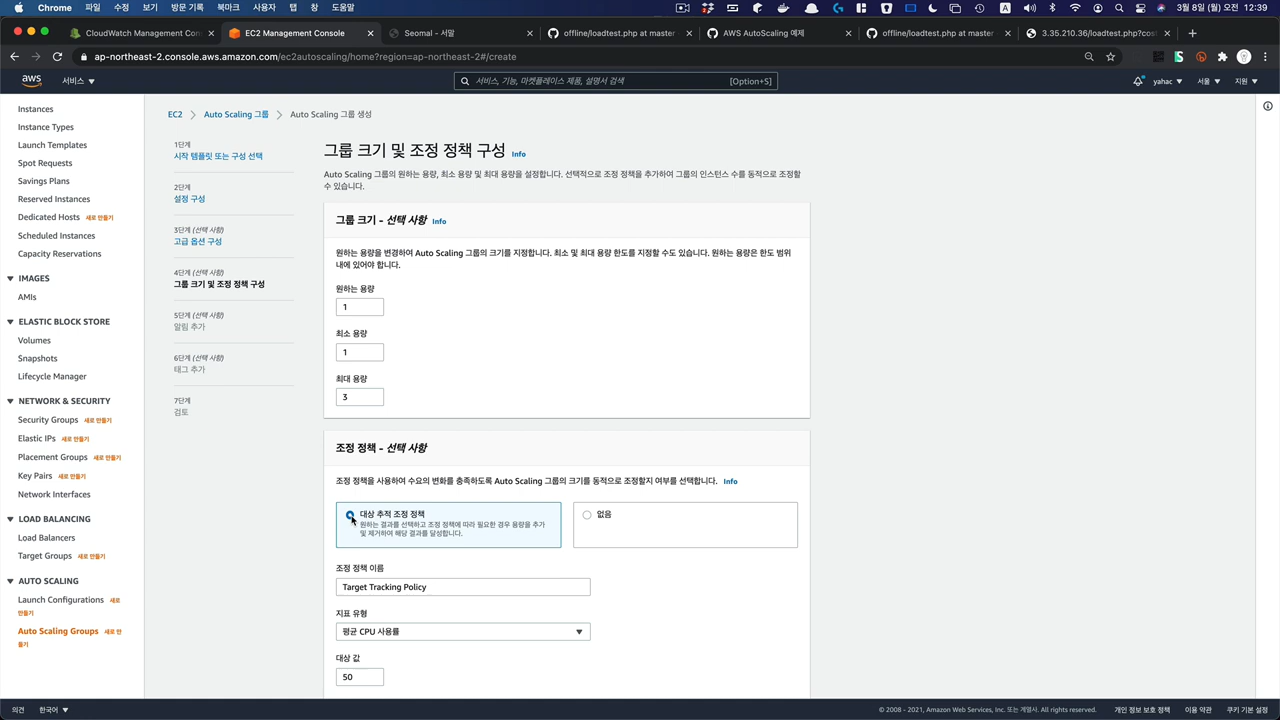 Chrome 파일 수정 보기 방문 기록 북마크 사용자 탭 창 도움말
3월 8일 (월) 오전 12:39
CloudWatch Management Con
EC2 Management Console
Seomal - 서말
offline/loadtest.php at master
AWS AutoScaling 예제
offline/loadtest.php at master
3.35.210.36/loadtest.php?cost
ap-northeast-2.console.aws.amazon.com/ec2autoscaling/home?region=ap-northeast-2#/create
aws
서비스
서비스, 기능, 마켓플레이스 제품, 설명서 검색
[Option+S]
yahac
서울
지원
Instances
Instance Types
Launch Templates
Spot Requests
Savings Plans
Reserved Instances
Dedicated Hosts 새로 만들기
Scheduled Instances
Capacity Reservations
IMAGES
AMIs
ELASTIC BLOCK STORE
Volumes
Snapshots
Lifecycle Manager
NETWORK & SECURITY
Security Groups 새로 만들기
Elastic IPs 새로 만들기
Placement Groups 새로 만들기
Key Pairs 새로 만들기
Network Interfaces
LOAD BALANCING
Load Balancers
Target Groups 새로 만들기
AUTO SCALING
Launch Configurations 새로
만들기
Auto Scaling Groups 새로 만
들기
EC2
Auto Scaling 그룹
Auto Scaling 그룹 생성
1단계
시작 템플릿 또는 구성 선택
2단계
설정 구성
3단계 (선택 사항)
고급 옵션 구성
4단계 (선택 사항)
그룹 크기 및 조정 정책 구성
5단계 (선택 사항)
알림 추가
6단계 (선택 사항)
태그 추가
7단계
검토
그룹 크기 및 조정 정책 구성 Info
Auto Scaling 그룹의 원하는 용량, 최소 용량 및 최대 용량을 설정합니다. 선택적으로 조정 정책을 추가하여 그룹의 인스턴스 수를 동적으로 조정할
수 있습니다.
그룹 크기 - 선택 사항 Info
원하는 용량을 변경하여 Auto Scaling 그룹의 크기를 지정합니다. 최소 및 최대 용량 한도를 지정할 수도 있습니다. 원하는 용량은 한도 범위
내에 있어야 합니다.
원하는 용량
1
최소 용량
1
최대 용량
3
조정 정책 - 선택 사항
조정 정책을 사용하여 수요의 변화를 충족하도록 Auto Scaling 그룹의 크기를 동적으로 조정할지 여부를 선택합니다. Info
대상 추적 조정 정책
원하는 결과를 선택하고 조정 정책에 따라 필요한 경우 용량을 추가
및 제거하여 해당 결과를 달성합니다.
없음
조정 정책 이름
Target Tracking Policy
지표 유형
평균 CPU 사용률
대상 값
50
의견
한국어
© 2008 - 2021, Amazon Web Services, Inc. 또는 계열사. All rights reserved.
개인 정보 보호 정책
이용 약관
쿠키 기본 설정